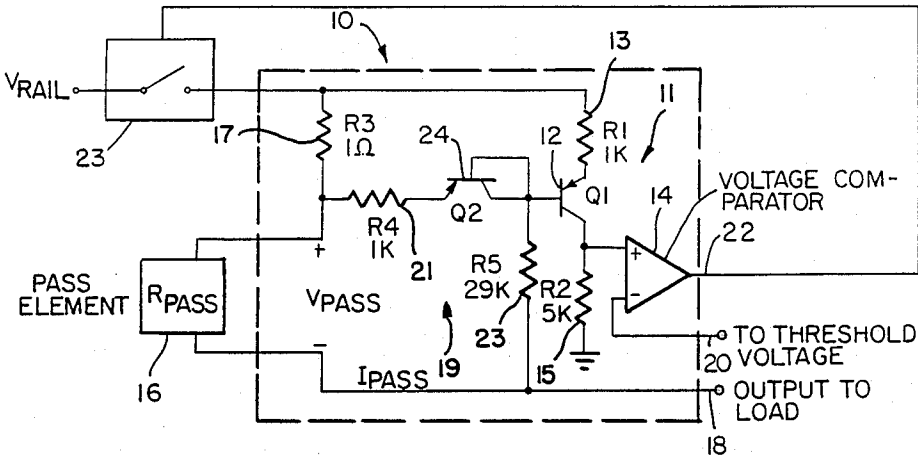 10
13
11
VRAIL
23
17
R3
1Ω
24
12
R1
1K
Q1
14
VOLTAGE COM-
PARATOR
22
Q2
R4
1K
21
+
+
-
PASS
ELEMENT
RPASS
16
VPASS
R5
29K
23
19
R2
5K
15
-
IPASS
20
TO THRESHOLD
VOLTAGE
OUTPUT TO
LOAD
18